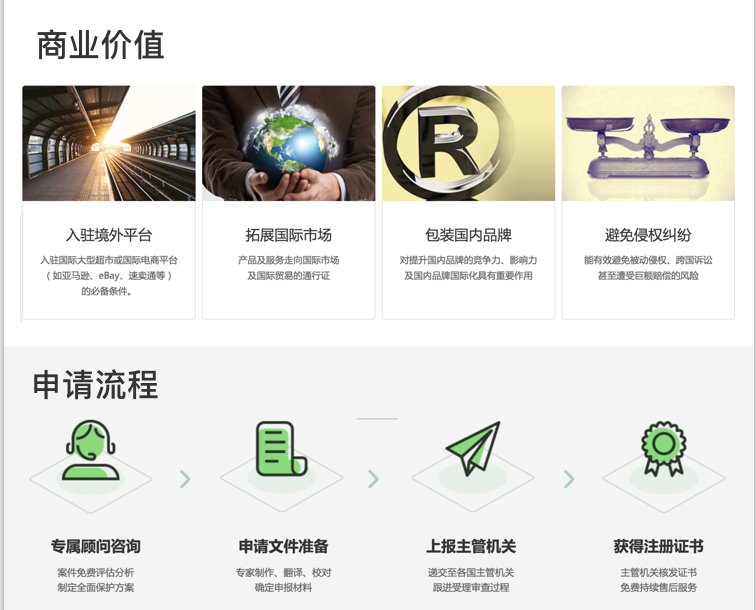 商业价值
入驻境外平台
入驻国际大型超市或国际电商平台
（如亚马逊、eBay、速卖通等）
的必备条件。
拓展国际市场
产品及服务走向国际市场
及国际贸易的通行证
R
包装国内品牌
对提升国内品牌的竞争力、影响力
及国内品牌国际化具有重要作用
避免侵权纠纷
能有效避免被动侵权、跨国诉讼
甚至遭受巨额赔偿的风险
申请流程
专属顾问咨询
案件免费评估分析
制定全面保护方案
申请文件准备
专家制作、翻译、校对
确定申报材料
上报主管机关
递交至各国主管机关
跟进受理审查过程
获得注册证书
主管机关核发证书
免费持续售后服务